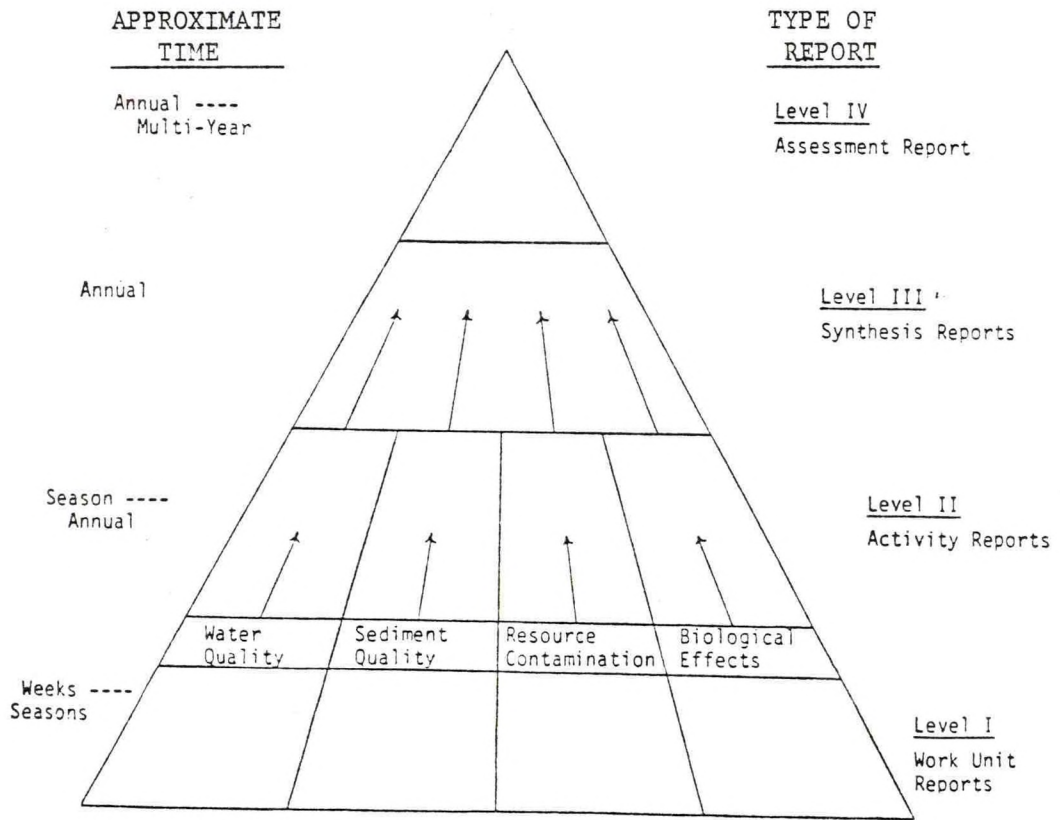 APPROXIMATE
TIME
TYPE OF
REPORT
Annual ----
Multi-Year
Level IV
Assessment Report
Annual
Level III
Synthesis Reports
Season ----
Annual
Level II
Activity Reports
Water
Quality
Sediment
Quality
Resource
Contamination
Biological
Effects
Weeks ----
Seasons
Level I
Work Unit
Reports